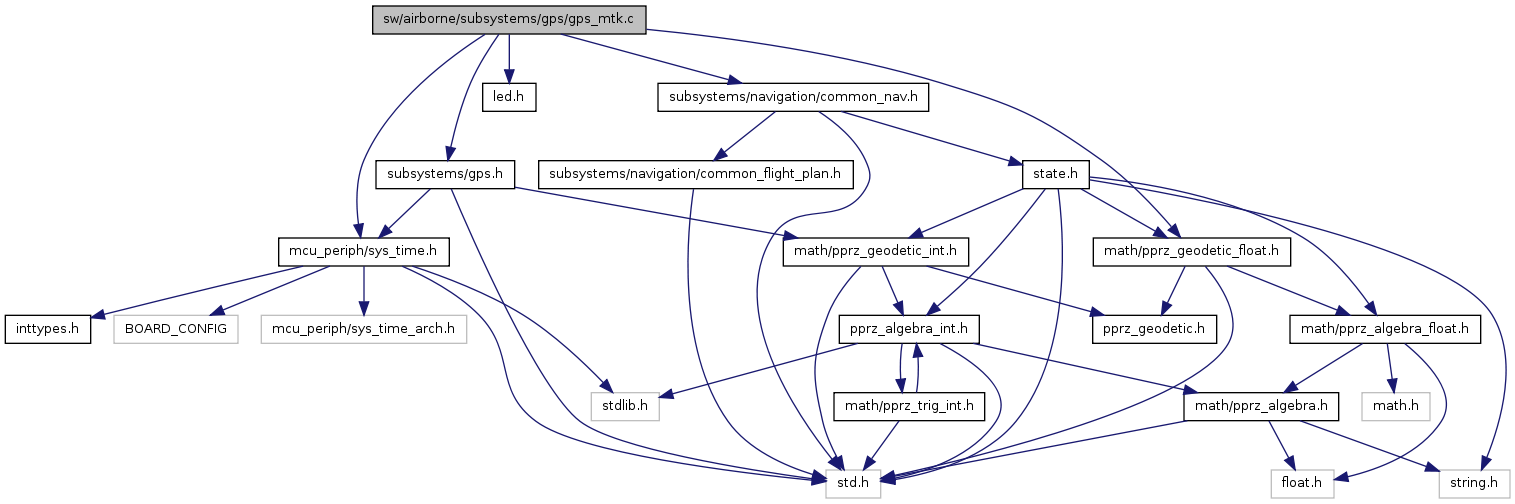 sw/airborne/subsystems/gps/gps_mtk.c
led.h
subsystems/navigation/common_nav.h
subsystems/gps.h
subsystems/navigation/common_flight_plan.h
state.h
mcu_periph/sys_time.h
math/pprz_geodetic_int.h
math/pprz_geodetic_float.h
inttypes.h
BOARD_CONFIG
mcu_periph/sys_time_arch.h
pprz_algebra_int.h
pprz_geodetic.h
math/pprz_algebra_float.h
stdlib.h
math/pprz_trig_int.h
math/pprz_algebra.h
math.h
std.h
float.h
string.h